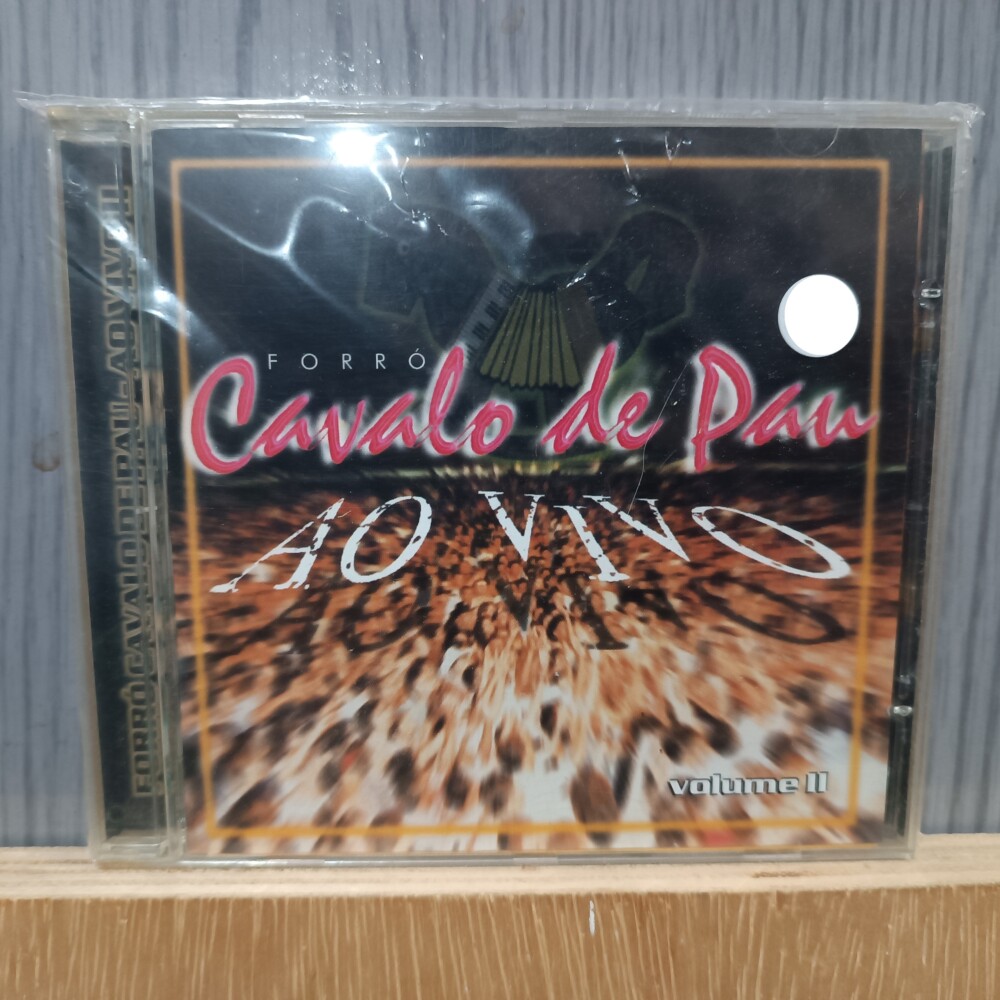 FORRÓ
Cavalo de Pau
AO VIVO
volume II
FORRÓ CAVALO DE PAU - AO VIVO II